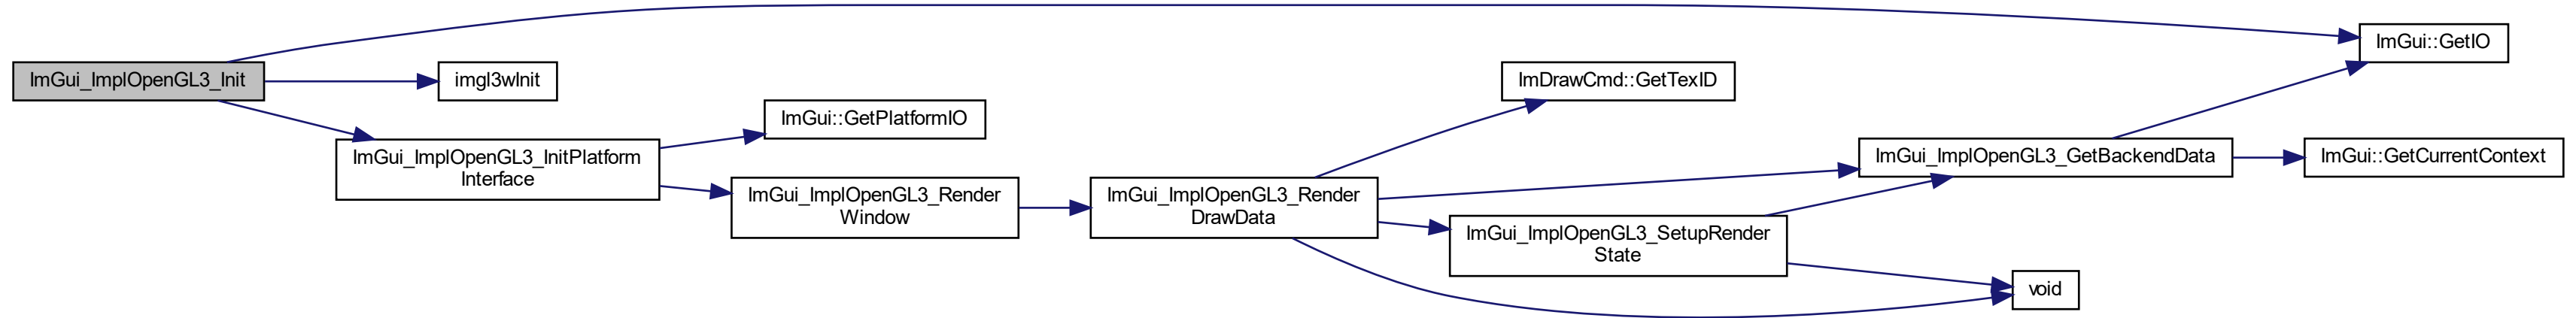 ImGui_ImplOpenGL3_Init
imgl3wInit
ImGui_ImplOpenGL3_InitPlatform
Interface
ImGui::GetPlatformIO
ImGui_ImplOpenGL3_Render
Window
ImGui_ImplOpenGL3_Render
DrawData
ImDrawCmd::GetTexID
ImGui_ImplOpenGL3_SetupRender
State
ImGui_ImplOpenGL3_GetBackendData
void
ImGui::GetIO
ImGui::GetCurrentContext